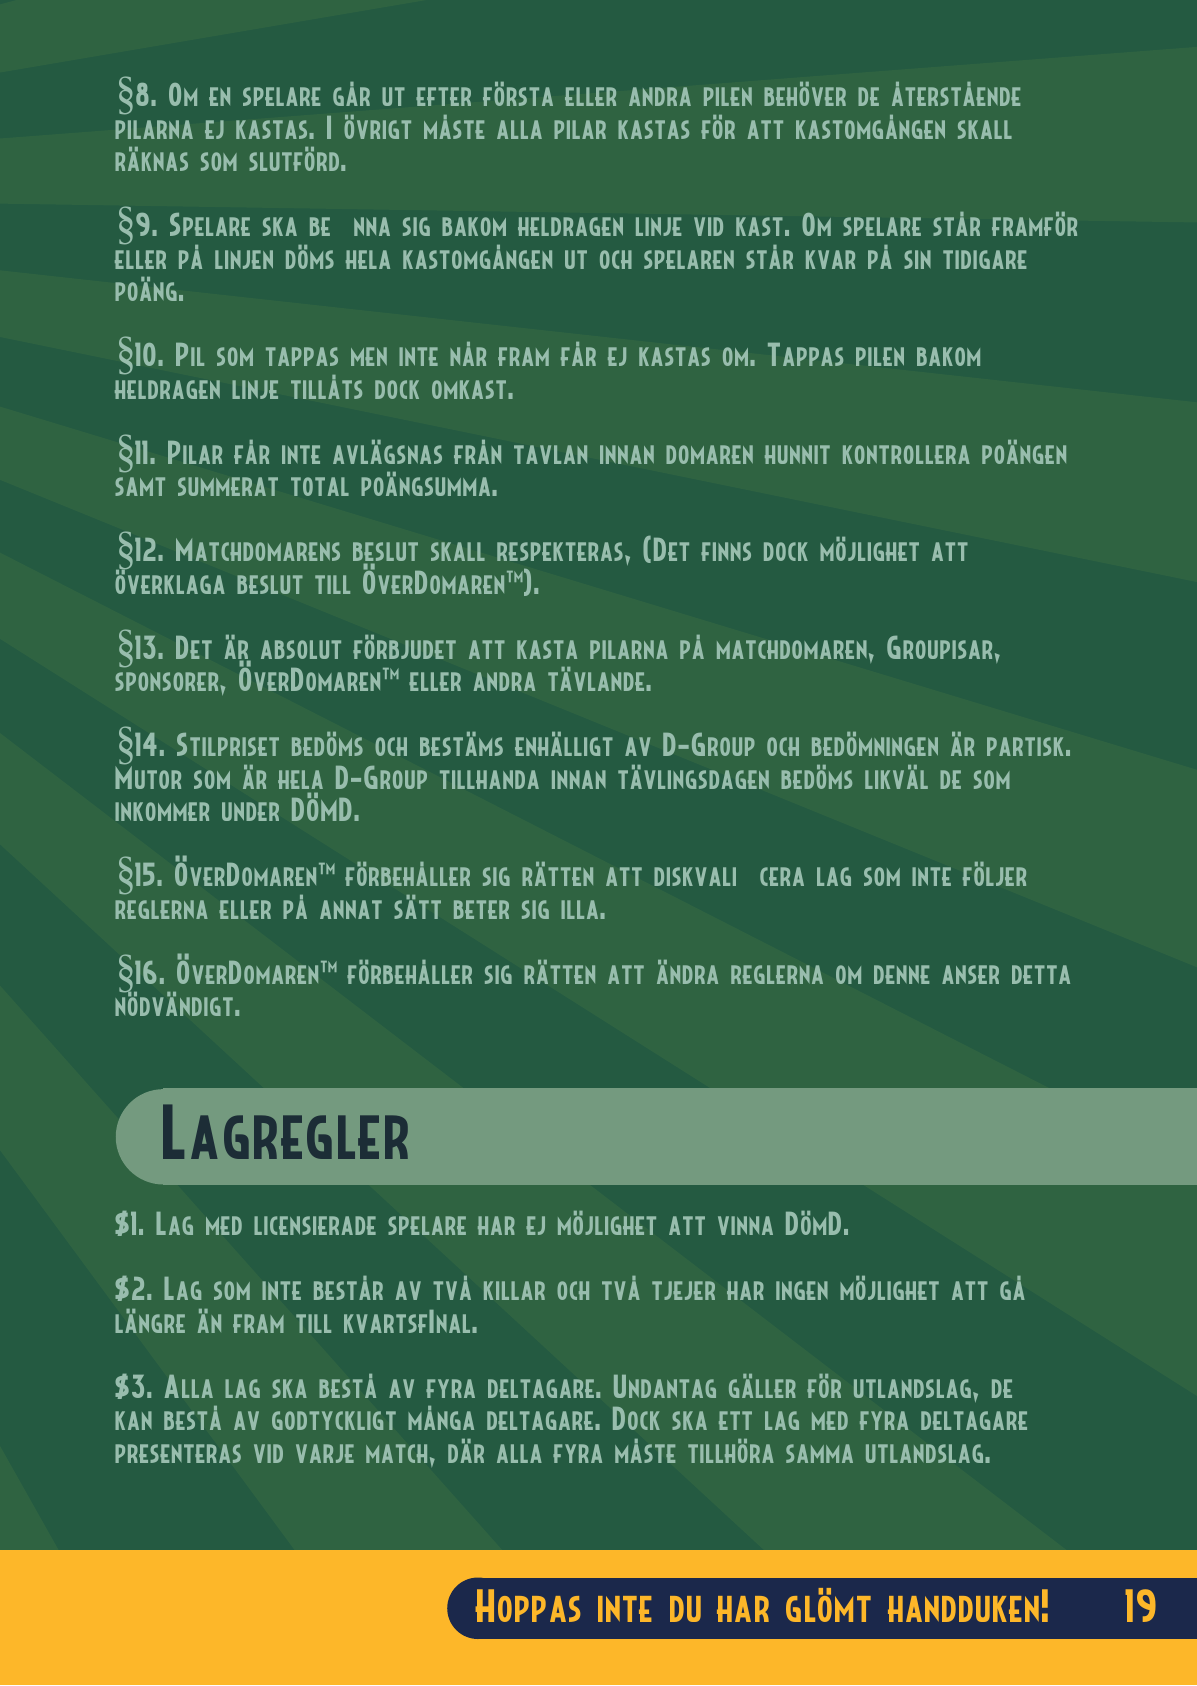 §8. Om en spelare går ut efter första eller andra pilen behöver de återstående
pilarna ej kastas. I övrigt måste alla pilar kastas för att kastomgången skall
räknas som slutförd.
§9. Spelare ska be nna sig bakom heldragen linje vid kast. Om spelare står framför
eller på linjen döms hela kastomgången ut och spelaren står kvar på sin tidigare
poäng.
§10. Pil som tappas men inte når fram får ej kastas om. Tappas pilen bakom
heldragen linje tillåts dock omkast.
§11. Pilar får inte avlägsnas från tavlan innan domaren hunnit kontrollera poängen
samt summerat total poängsumma.
§12. Matchdomarens beslut skall respekteras, (Det finns dock möjlighet att
överklaga beslut till ÖverDomaren™).
§13. Det är absolut förbjudet att kasta pilarna på matchdomaren, Groupisar,
sponsorer, ÖverDomaren™ eller andra tävlande.
§14. Stilpriset bedöms och bestäms enhälligt av D-Group och bedömningen är partisk.
Mutor som är hela D-Group tillhanda innan tävlingsdagen bedöms likväl de som
inkommer under DÖMD.
§15. ÖverDomaren™ förbehåller sig rätten att diskvali cera lag som inte följer
reglerna eller på annat sätt beter sig illa.
§16. ÖverDomaren™ förbehåller sig rätten att ändra reglerna om denne anser detta
nödvändigt.
Lagregler
$1. Lag med licensierade spelare har ej möjlighet att vinna DömD.
$2. Lag som inte består av två killar och två tjejer har ingen möjlighet att gå
längre än fram till kvartsfInal.
$3. Alla lag ska bestå av fyra deltagare. Undantag gäller för utlandslag, de
kan bestå av godtyckligt många deltagare. Dock ska ett lag med fyra deltagare
presenteras vid varje match, där alla fyra måste tillhöra samma utlandslag.
Hoppas inte du har glömt handduken! 19